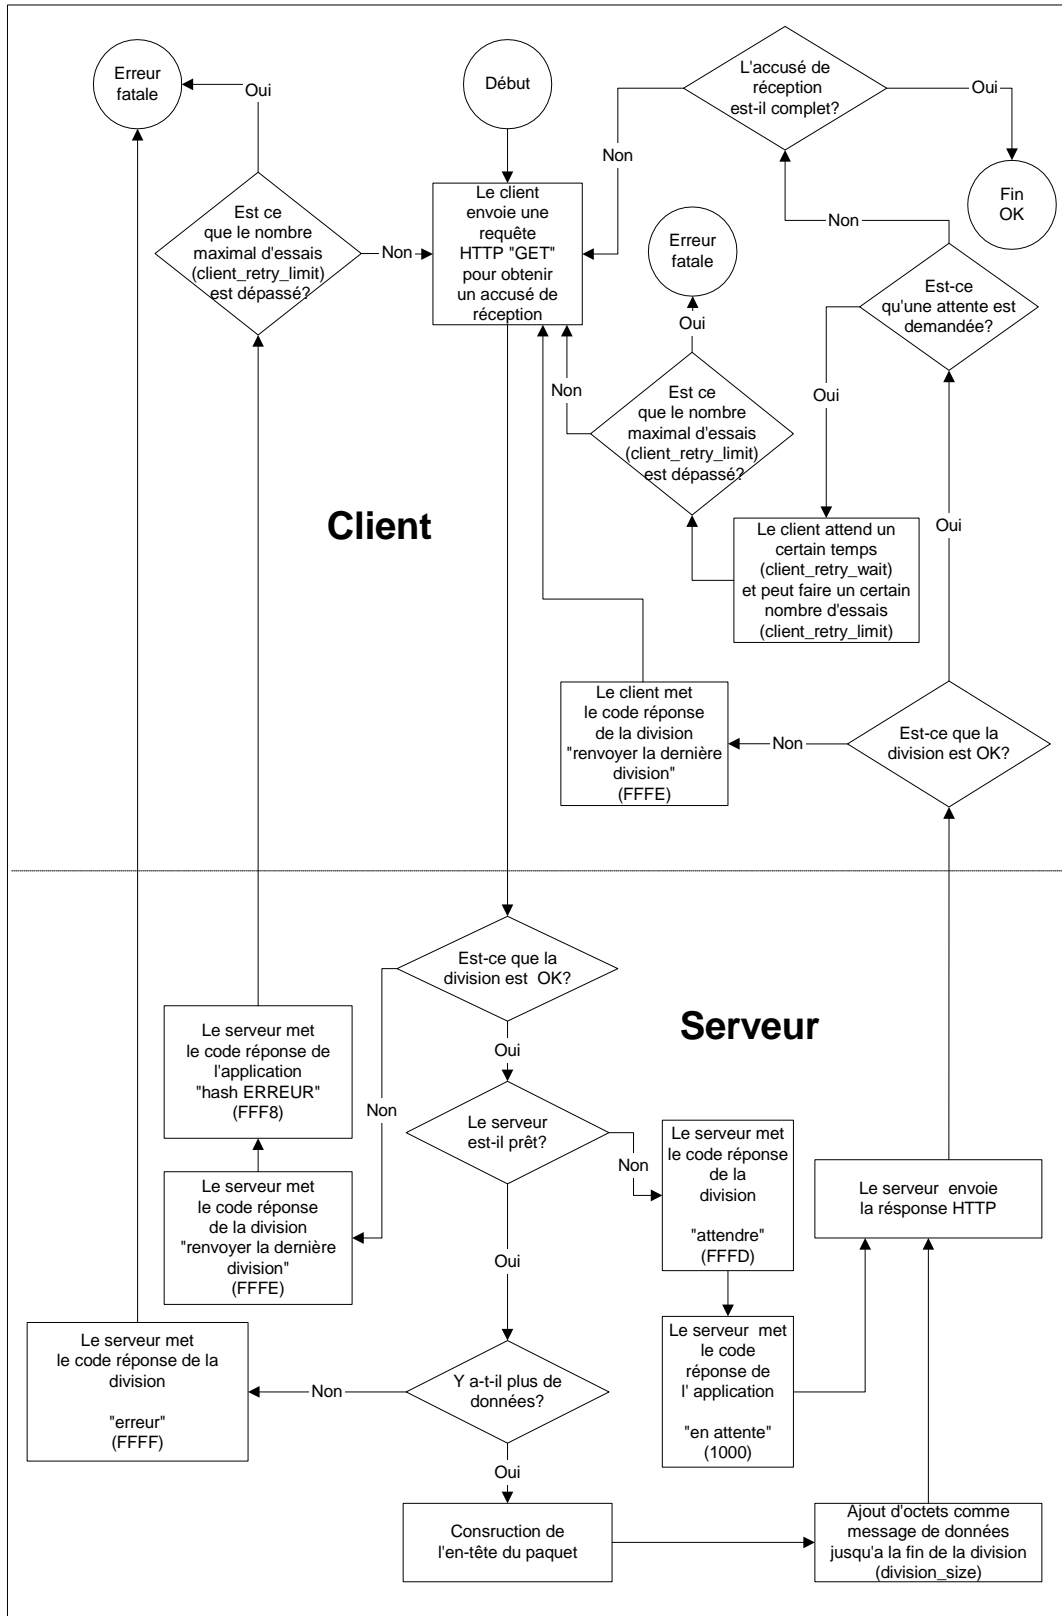 Erreur
fatale
Oui
Début
L'accusé de
réception
est-il complet?
Oui
Non
Fin
OK
Est ce
que le nombre
maximal d'essais
(client_retry_limit)
est dépassé?
Non
Le client
envoie une
requête
HTTP "GET"
pour obtenir
un accusé de
réception
Erreur
fatale
Non
Est-ce
qu'une attente est
demandée?
Oui
Non
Est ce
que le nombre
maximal d'essais
(client_retry_limit)
est dépassé?
Oui
Client
Le client attend un
certain temps
(client_retry_wait)
et peut faire un certain
nombre d'essais
(client_retry_limit)
Oui
Le client met
le code réponse
de la division
"renvoyer la dernière
division"
(FFFE)
Non
Est-ce que la
division est OK?
Est-ce que la
division est  OK?
Serveur
Le serveur met
le code réponse de
l'application
"hash ERREUR"
(FFF8)
Oui
Non
Le serveur
est-il prêt?
Non
Le serveur met
le code réponse
de la
division
"attendre"
(FFFD)
Le serveur  envoie
la résponse HTTP
Le serveur met
le code réponse
de la division
"renvoyer la dernière
division"
(FFFE)
Oui
Le serveur met
le code réponse de la
division
"erreur"
(FFFF)
Non
Y a-t-il plus de
données?
Le serveur  met
le code
réponse de
l' application
"en attente"
(1000)
Oui
Consruction de
l'en-tête du paquet
Ajout d'octets comme
message de données
jusqu'a la fin de la division
(division_size)